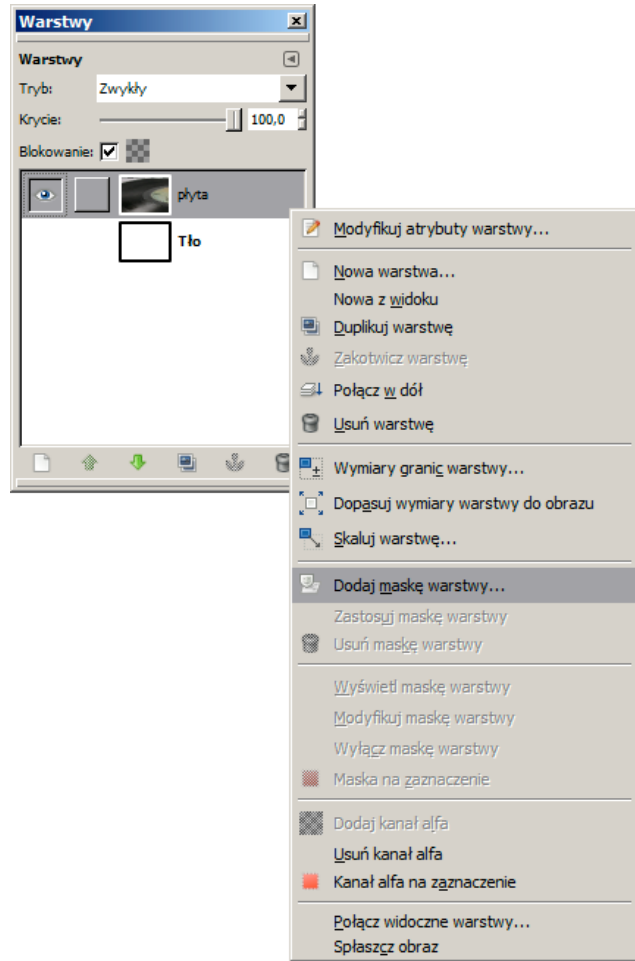 Warstwy
Warstwy
Tryb: Zwykły
Krycie: 100,0
Blokowanie:
płyta
Tło
Modyfikuj atrybuty warstwy...
Nowa warstwa...
Nowa z widoku
Duplikuj warstwę
Zakotwicz warstwę
Połącz w dół
Usuń warstwę
Wymiary granic warstwy...
Dopasuj wymiary warstwy do obrazu
Skaluj warstwę...
Dodaj maskę warstwy...
Zastosuj maskę warstwy
Usuń maskę warstwy
Wyświetl maskę warstwy
Modyfikuj maskę warstwy
Wyłącz maskę warstwy
Maska na zaznaczenie
Dodaj kanał alfa
Usuń kanał alfa
Kanał alfa na zaznaczenie
Połącz widoczne warstwy...
Spłaszcz obraz